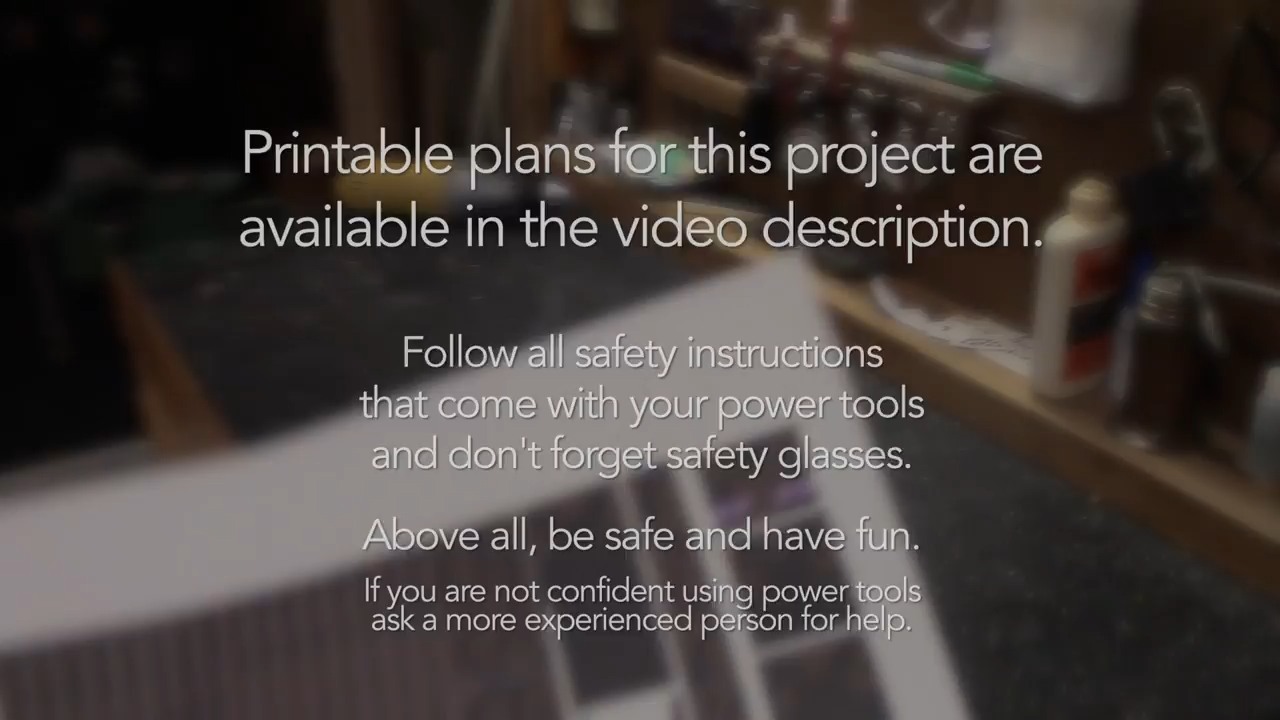 Printable plans for this project are
available in the video description.
Follow all safety instructions
that come with your power tools
and don't forget safety glasses.
Above all, be safe and have fun.
If you are not confident using power tools
ask a more experienced person for help.